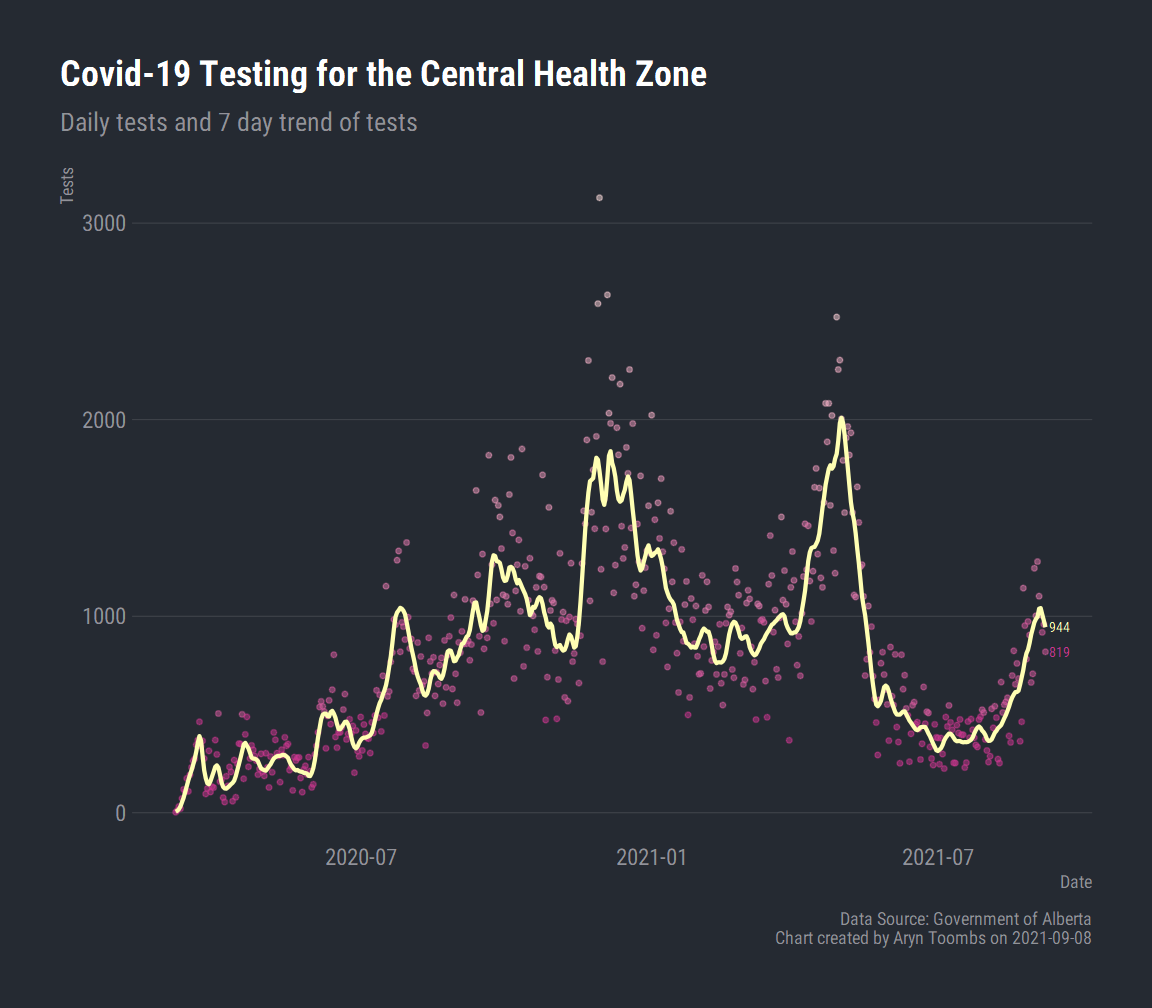 Covid-19 Testing for the Central Health Zone
Daily tests and 7 day trend of tests
Tests
3000
2000
1000
944
819
0
2020-07
2021-01
2021-07
Date
Data Source: Government of Alberta
Chart created by Aryn Toombs on 2021-09-08